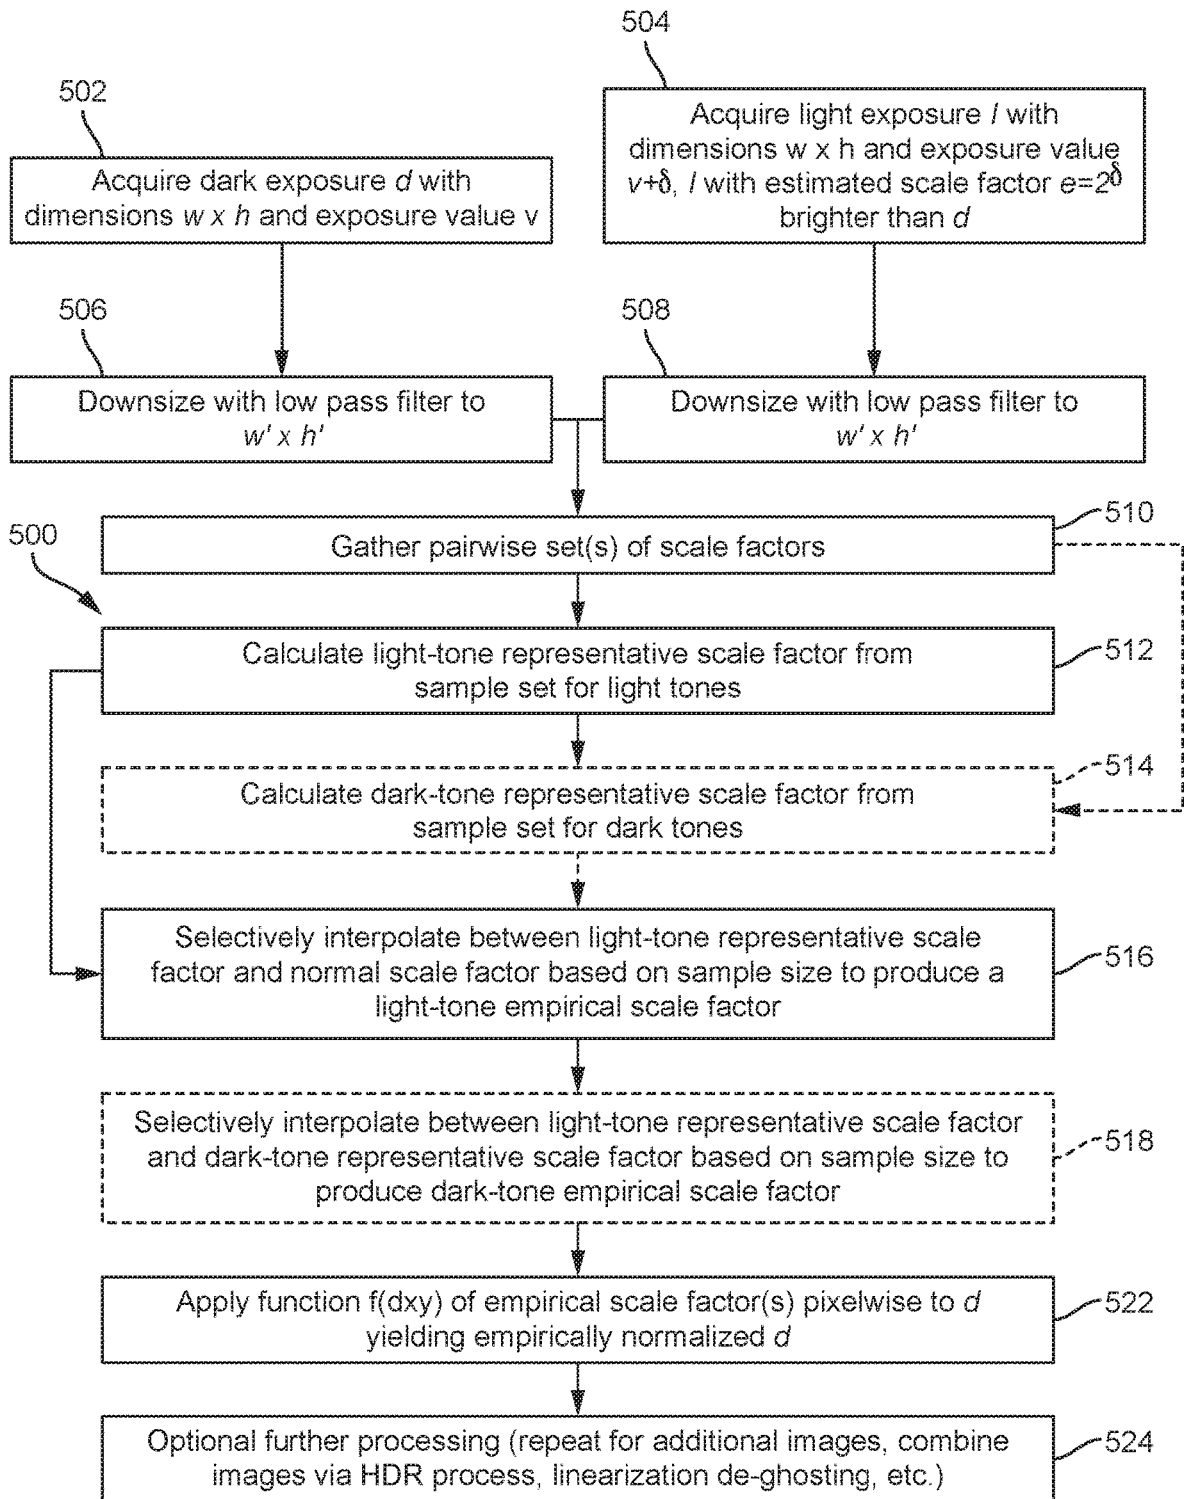 504
502
Acquire light exposure l with
dimensions w x h and exposure value
v+δ, l with estimated scale factor e=2^δ
brighter than d
Acquire dark exposure d with
dimensions w x h and exposure value v
506
508
Downsize with low pass filter to
w' x h'
Downsize with low pass filter to
w' x h'
500
510
Gather pairwise set(s) of scale factors
Calculate light-tone representative scale factor from
sample set for light tones
512
514
Calculate dark-tone representative scale factor from
sample set for dark tones
Selectively interpolate between light-tone representative scale
factor and normal scale factor based on sample size to produce a
light-tone empirical scale factor
516
Selectively interpolate between light-tone representative scale factor
and dark-tone representative scale factor based on sample size to
produce dark-tone empirical scale factor
518
Apply function f(dxy) of empirical scale factor(s) pixelwise to d
yielding empirically normalized d
522
Optional further processing (repeat for additional images, combine
images via HDR process, linearization de-ghosting, etc.)
524